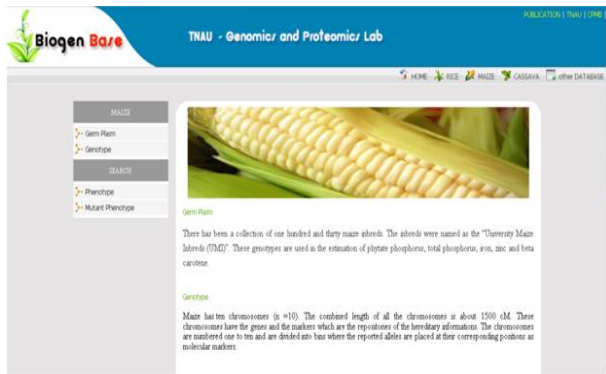 PUBLICATION | TNAU | CPMB |
Biogen Base
TNAU - Genomics and Proteomics Lab
HOME RICE MAIZE CASSAVA other DATABASE
MAIZE
Germ Plasm
Genotype
SEARCH
Phenotype
Mutant Phenotype
Germ Plasm
There has been a collection of one hundred and thirty maize inbreds. The inbreds were named as the "University Maize
Inbreds (UMI)". These genotypes are used in the estimation of phytate phosphorus, total phosphorus, iron, zinc and beta
carotene.
Genotype
Maize has ten chromosomes (n =10). The combined length of all the chromosomes is about 1500 cM. These
chromosomes have the genes and the markers which are the repositories of the hereditary informations. The chromosomes
are numbered one to ten and are divided into bins where the reported alleles are placed at their corresponding positions as
molecular markers.